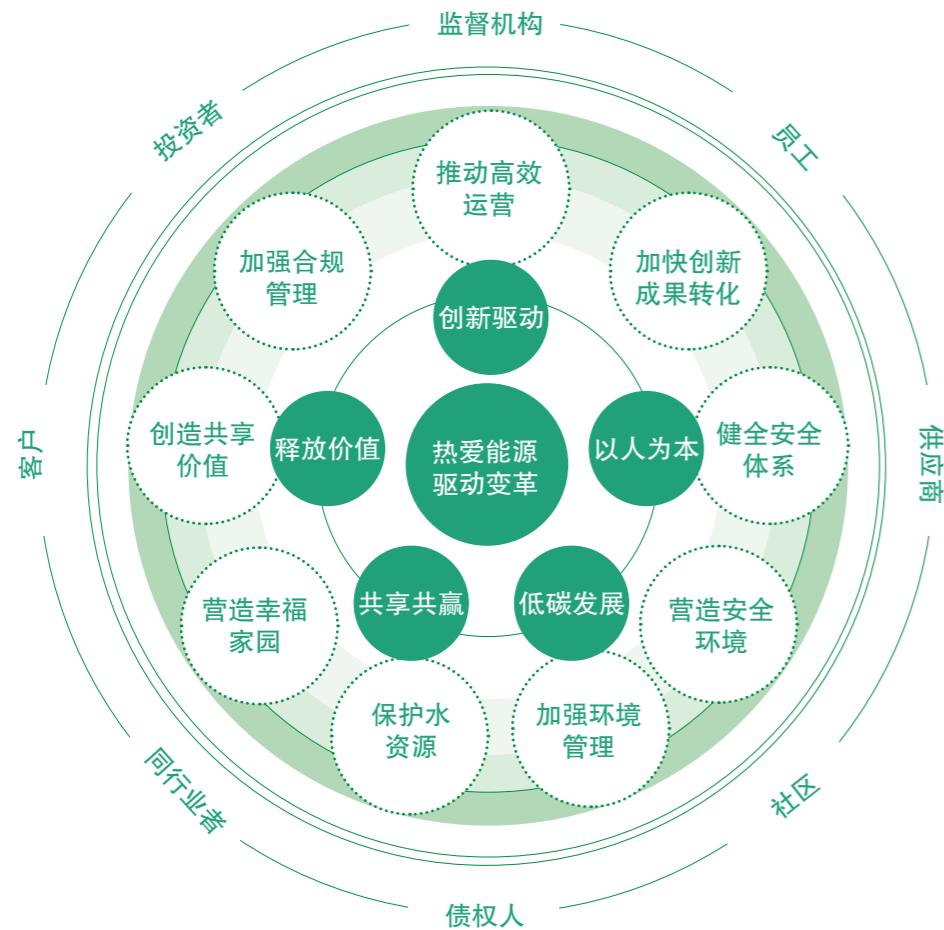 监督机构
投资者
员工
推动高效
运营
加强合规
管理
加快创新
成果转化
创新驱动
创造共享
价值
释放价值
热爱能源
驱动变革
以人为本
健全安全
体系
客户
供应商
营造幸福
家园
共享共赢
低碳发展
营造安全
环境
保护水
资源
加强环境
管理
同行业者
社区
债权人